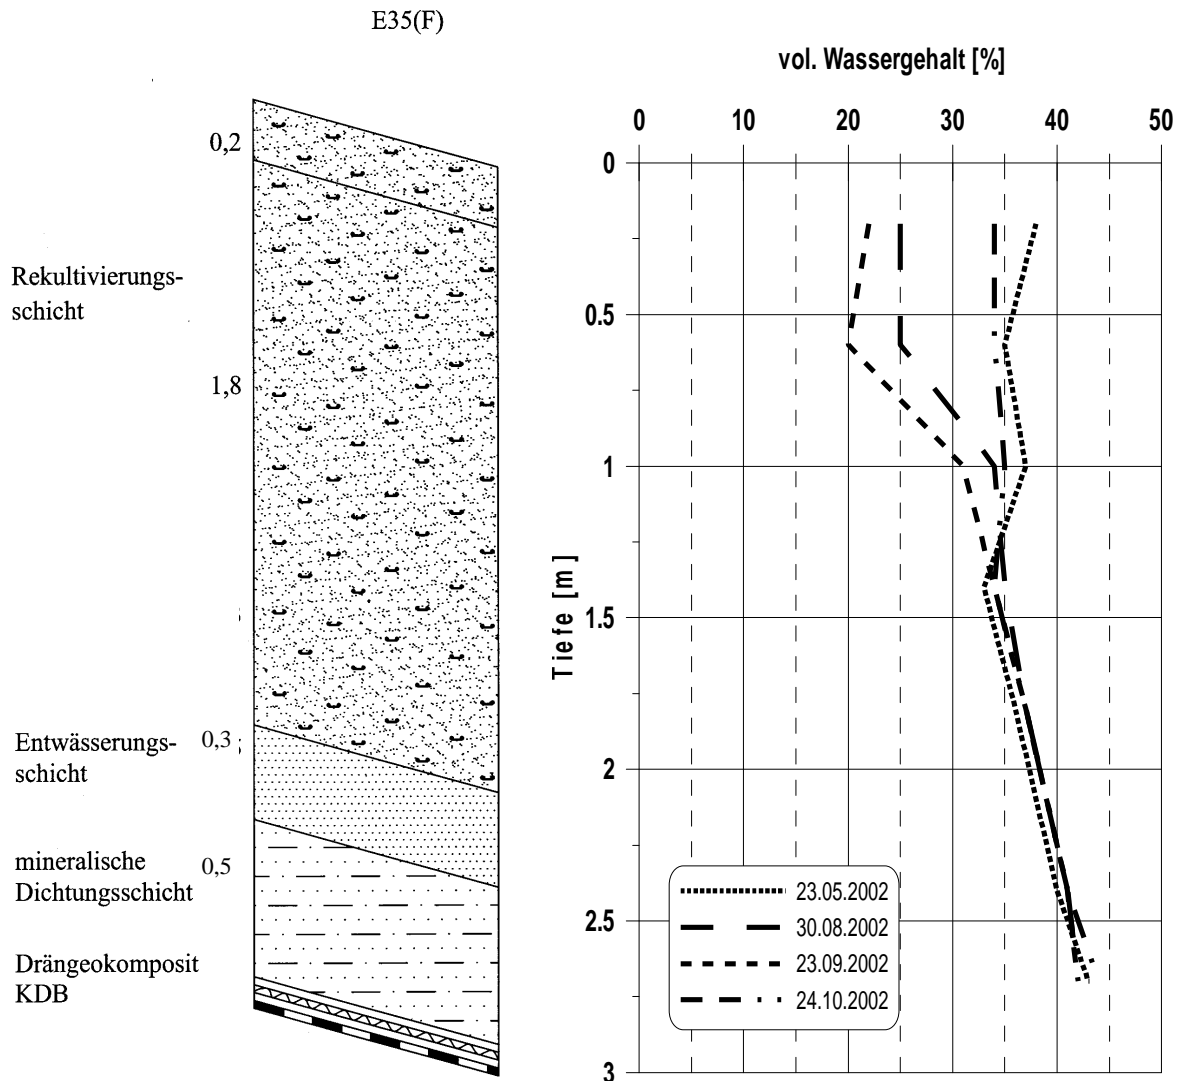 E35(F)
vol. Wassergehalt [%]
0 10 20 30 40 50
0,2
0
Rekultivierungs-
schicht
0.5
1,8
1
Tiefe [m]
1.5
Entwässerungs-
schicht
0,3
2
mineralische
Dichtungsschicht
0,5
23.05.2002
2.5
30.08.2002
Drängeokomposit
KDB
23.09.2002
24.10.2002
3